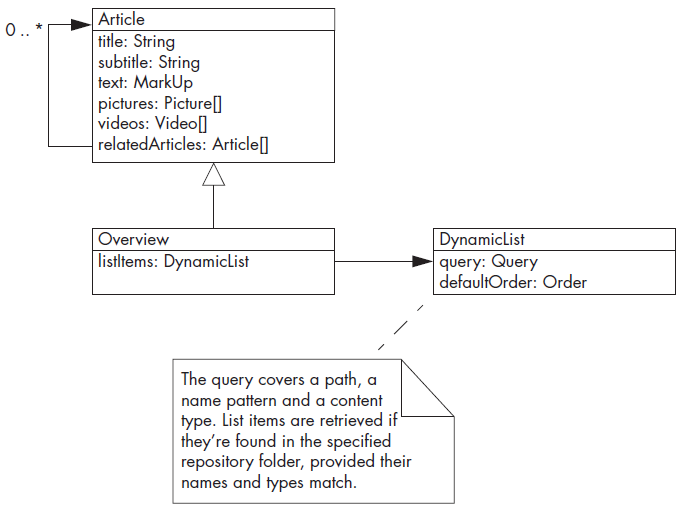 Article
0 .. *
title: String
subtitle: String
text: MarkUp
pictures: Picture[]
videos: Video[]
relatedArticles: Article[]
Overview
listItems: DynamicList
DynamicList
query: Query
defaultOrder: Order
The query covers a path, a
name pattern and a content
type. List items are retrieved if
they’re found in the specified
repository folder, provided their
names and types match.